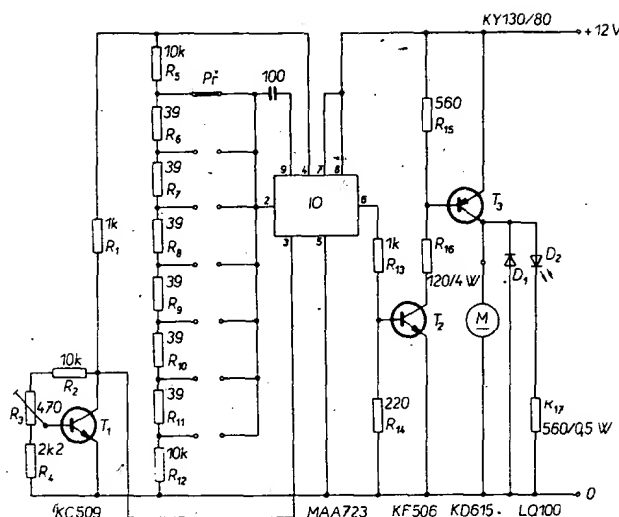 KY130/80
+12 V
10k
R5
Př
100
560
R15
39
R6
9
4
7
8
39
R7
2
IO
6
T3
1k
R1
39
R8
3
5
1k
R13
R16
120/4 W
D1
D2
39
R9
T2
M
39
R10
10k
R2
R3
470
T1
39
R11
220
R14
R17
560/0,5 W
2k2
R4
10k
R12
0
KC509
MAA723
KF506
KD615
LQ100